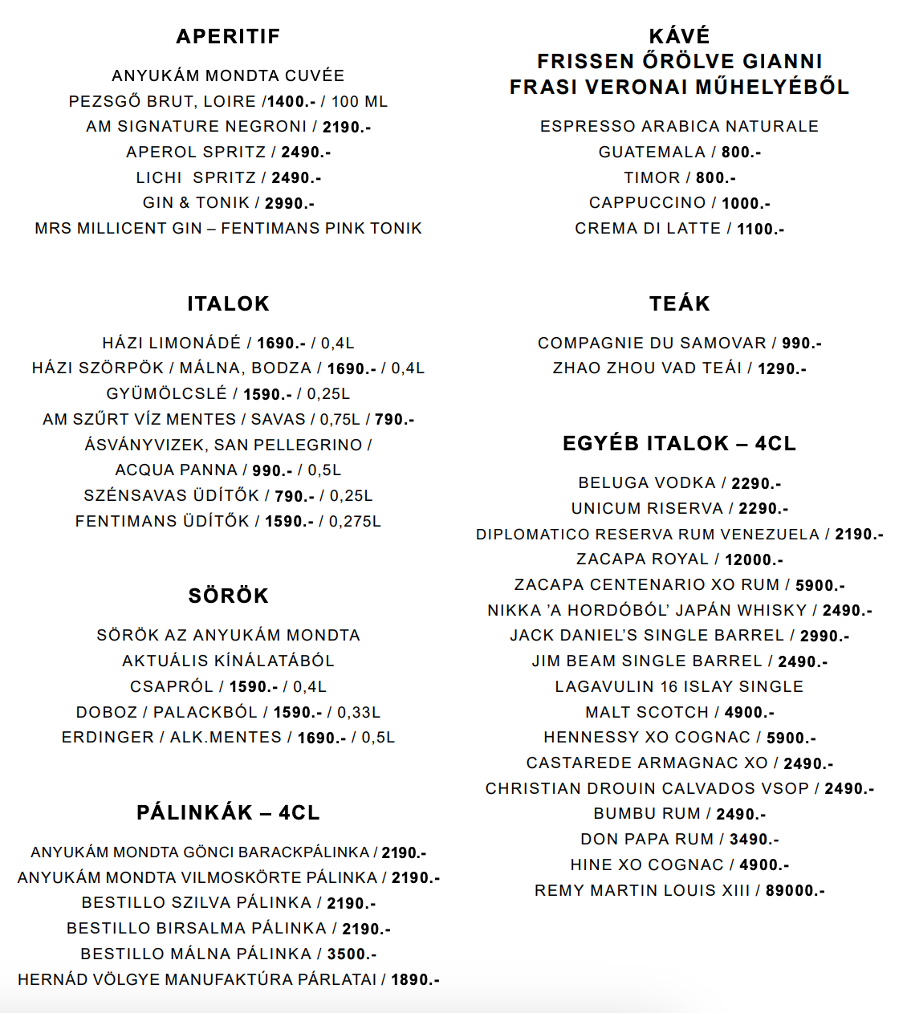 APERITIF
ANYUKÁM MONDTA CUVÉE
PEZSGŐ BRUT, LOIRE /1400.- / 100 ML
AM SIGNATURE NEGRONI / 2190.-
APEROL SPRITZ / 2490.-
LICHI SPRITZ / 2490.-
GIN & TONIK / 2990.-
MRS MILLICENT GIN – FENTIMANS PINK TONIK
ITALOK
HÁZI LIMONÁDÉ / 1690.- / 0,4L
HÁZI SZÖRPÖK / MÁLNA, BODZA / 1690.- / 0,4L
GYÜMÖLCSLÉ / 1590.- / 0,25L
AM SZŰRT VÍZ MENTES / SAVAS / 0,75L / 790.-
ÁSVÁNYVIZEK, SAN PELLEGRINO /
ACQUA PANNA / 990.- / 0,5L
SZÉNSAVAS ÜDÍTŐK / 790.- / 0,25L
FENTIMANS ÜDÍTŐK / 1590.- / 0,275L
SÖRÖK
SÖRÖK AZ ANYUKÁM MONDTA
AKTUÁLIS KÍNÁLATÁBÓL
CSAPRÓL / 1590.- / 0,4L
DOBOZ / PALACKBÓL / 1590.- / 0,33L
ERDINGER / ALK.MENTES / 1690.- / 0,5L
PÁLINKÁK – 4CL
ANYUKÁM MONDTA GÖNCI BARACKPÁLINKA / 2190.-
ANYUKÁM MONDTA VILMOSKÖRTE PÁLINKA / 2190.-
BESTILLO SZILVA PÁLINKA / 2190.-
BESTILLO BIRSALMA PÁLINKA / 2190.-
BESTILLO MÁLNA PÁLINKA / 3500.-
HERNÁD VÖLGYE MANUFAKTÚRA PÁRLATAI / 1890.-
KÁVÉ
FRISSEN ŐRÖLVE GIANNI
FRASI VERONAI MŰHELYÉBŐL
ESPRESSO ARABICA NATURALE
GUATEMALA / 800.-
TIMOR / 800.-
CAPPUCCINO / 1000.-
CREMA DI LATTE / 1100.-
TEÁK
COMPAGNIE DU SAMOVAR / 990.-
ZHAO ZHOU VAD TEÁI / 1290.-
EGYÉB ITALOK – 4CL
BELUGA VODKA / 2290.-
UNICUM RISERVA / 2290.-
DIPLOMATICO RESERVA RUM VENEZUELA / 2190.-
ZACAPA ROYAL / 12000.-
ZACAPA CENTENARIO XO RUM / 5900.-
NIKKA ’A HORDÓBÓL’ JAPÁN WHISKY / 2490.-
JACK DANIEL’S SINGLE BARREL / 2990.-
JIM BEAM SINGLE BARREL / 2490.-
LAGAVULIN 16 ISLAY SINGLE
MALT SCOTCH / 4900.-
HENNESSY XO COGNAC / 5900.-
CASTAREDE ARMAGNAC XO / 2490.-
CHRISTIAN DROUIN CALVADOS VSOP / 2490.-
BUMBU RUM / 2490.-
DON PAPA RUM / 3490.-
HINE XO COGNAC / 4900.-
REMY MARTIN LOUIS XIII / 89000.-